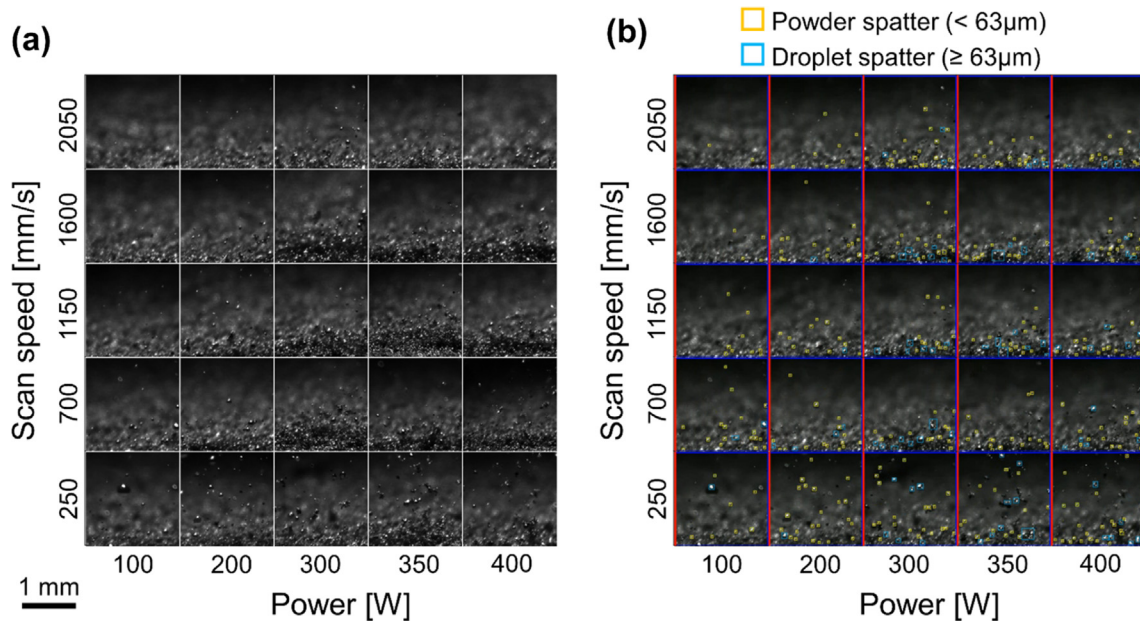 (a)
Scan speed [mm/s]
2050
1600
1150
700
250
100 200 300 350 400
1 mm
Power [W]
(b)
Powder spatter (< 63µm)
Droplet spatter (≥ 63µm)
Scan speed [mm/s]
2050
1600
1150
700
250
100 200 300 350 400
Power [W]